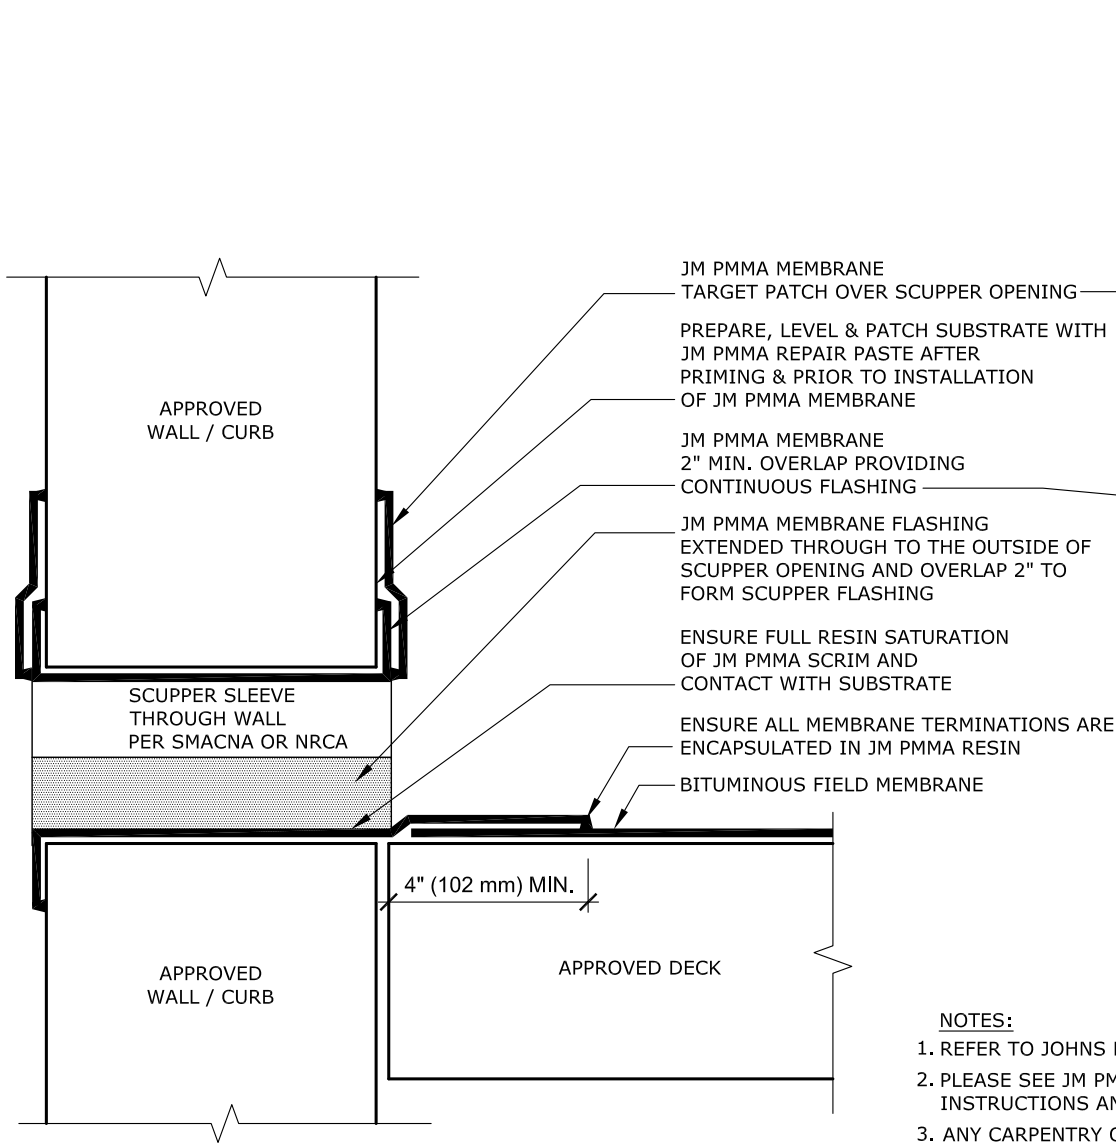 JM PMMA MEMBRANE
TARGET PATCH OVER SCUPPER OPENING
PREPARE, LEVEL & PATCH SUBSTRATE WITH
JM PMMA REPAIR PASTE AFTER
PRIMING & PRIOR TO INSTALLATION
OF JM PMMA MEMBRANE
APPROVED
WALL / CURB
JM PMMA MEMBRANE
2" MIN. OVERLAP PROVIDING
CONTINUOUS FLASHING
JM PMMA MEMBRANE FLASHING
EXTENDED THROUGH TO THE OUTSIDE OF
SCUPPER OPENING AND OVERLAP 2" TO
FORM SCUPPER FLASHING
ENSURE FULL RESIN SATURATION
OF JM PMMA SCRIM AND
CONTACT WITH SUBSTRATE
SCUPPER SLEEVE
THROUGH WALL
PER SMACNA OR NRCA
ENSURE ALL MEMBRANE TERMINATIONS ARE
ENCAPSULATED IN JM PMMA RESIN
BITUMINOUS FIELD MEMBRANE
4" (102 mm) MIN.
APPROVED DECK
APPROVED
WALL / CURB
NOTES:
1. REFER TO JOHNS
2. PLEASE SEE JM
INSTRUCTIONS
3. ANY CARPENTRY